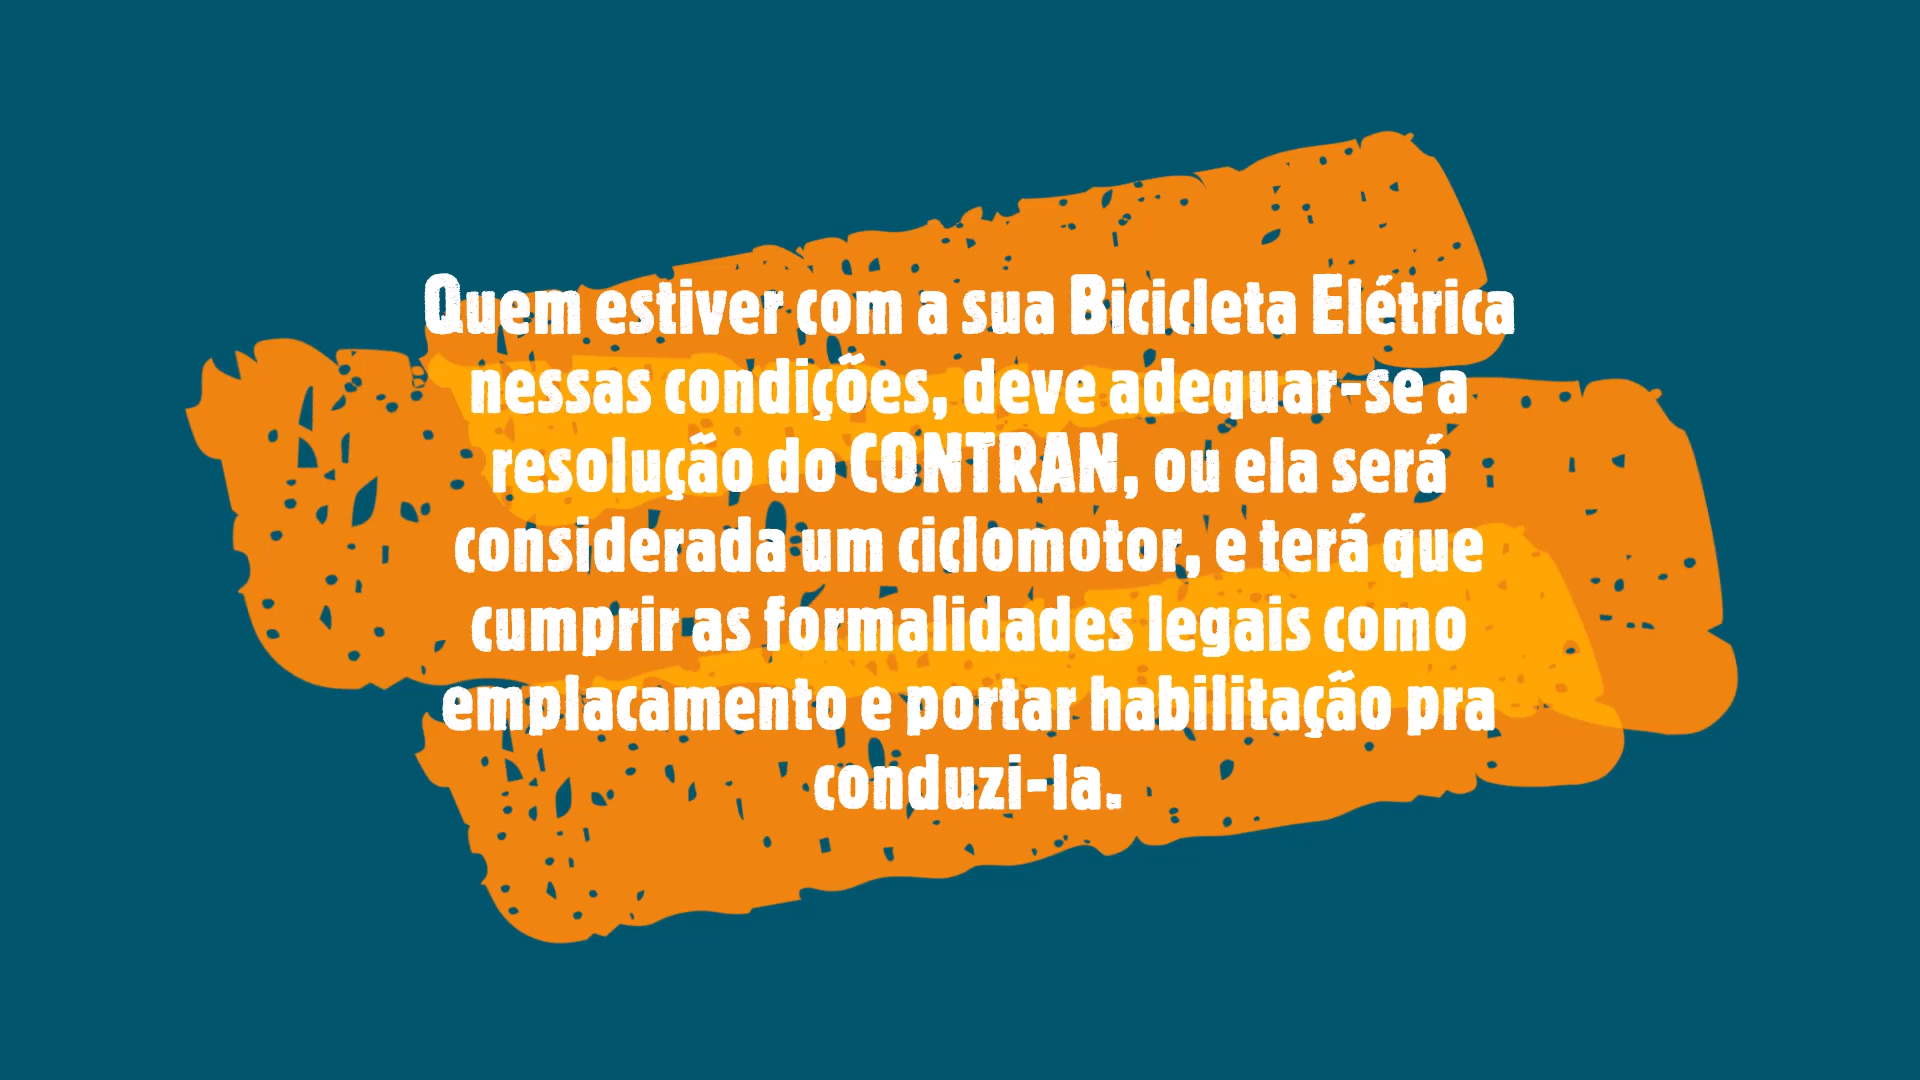 Quem estiver com a sua Bicicleta Elétrica
nessas condições, deve adequar-se a
resolução do CONTRAN, ou ela será
considerada um ciclomotor, e terá que
cumprir as formalidades legais como
emplacamento e portar habilitação pra
conduzi-la.